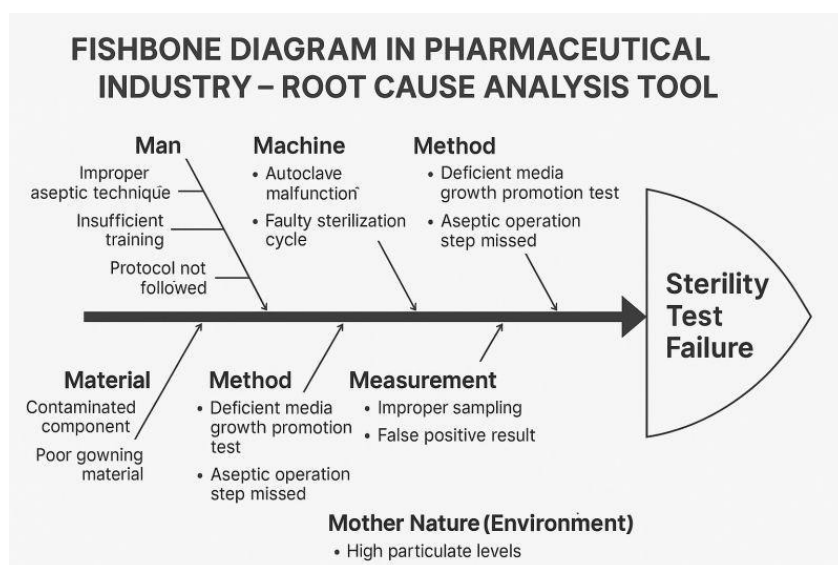 FISHBONE DIAGRAM IN PHARMACEUTICAL
INDUSTRY – ROOT CAUSE ANALYSIS TOOL
Man
Improper
aseptic technique
Insufficient
training
Protocol not
followed
Machine
• Autoclave
malfunction
• Faulty sterilization
cycle
Method
• Deficient media
growth promotion test
• Aseptic operation
step missed
Sterility
Test
Failure
Material
Contaminated
component
Poor gowning
material
Method
• Deficient media
growth promotion
test
• Aseptic operation
step missed
Measurement
• Improper sampling
• False positive result
Mother Nature (Environment)
• High particulate levels